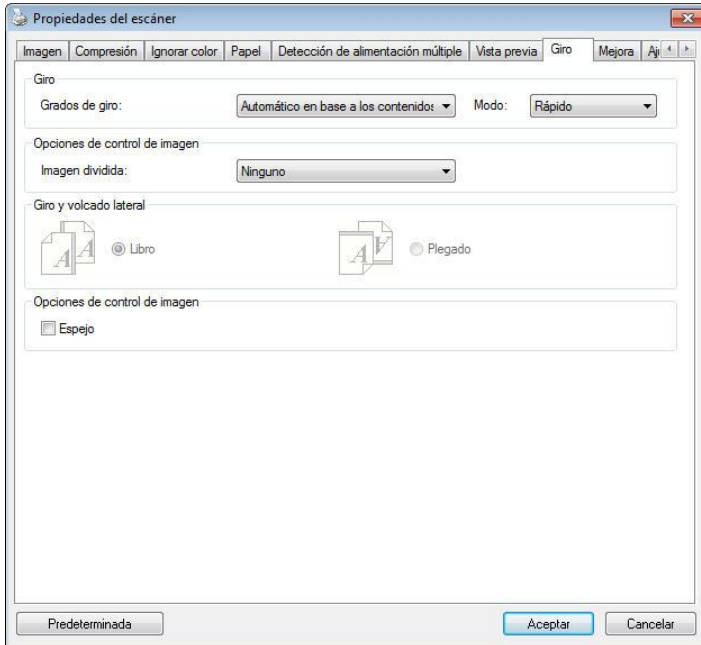 Propiedades del escáner
Imagen Compresión Ignorar color Papel Detección de alimentación múltiple Vista previa Giro Mejora
Giro
Grados de giro: Automático en base a los Modo: Rápido
Opciones de control de imagen
Imagen dividida: Ninguno
Giro y volcado lateral
A A Libro A A Plegado
Opciones de control de imagen
Espejo
Predeterminada Aceptar Cancelar